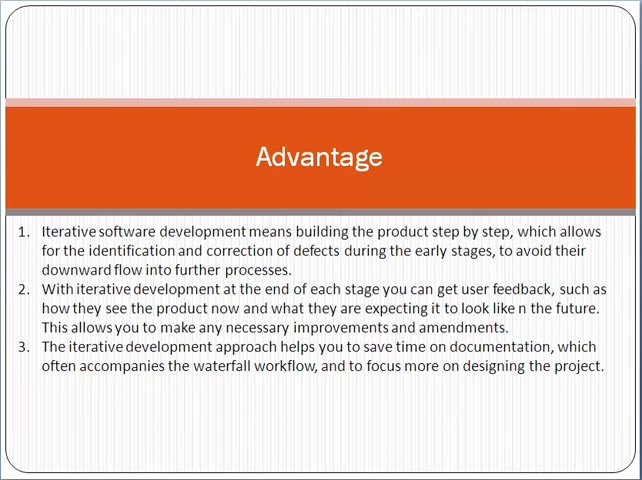 Advantage
1. Iterative software development means building the product step by step, which allows
for the identification and correction of defects during the early stages, to avoid their
downward flow into further processes.
2. With iterative development at the end of each stage you can get user feedback, such as
how they see the product now and what they are expecting it to look like n the future.
This allows you to make any necessary improvements and amendments.
3. The iterative development approach helps you to save time on documentation, which
often accompanies the waterfall workflow, and to focus more on designing the project.